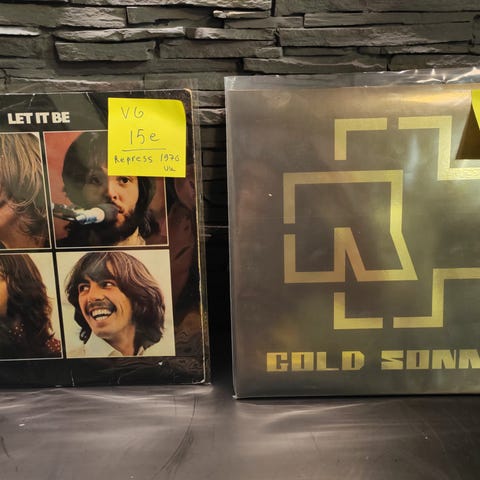 LET IT BE
VG
15e
Repress 1976
UK
GOLD SONN